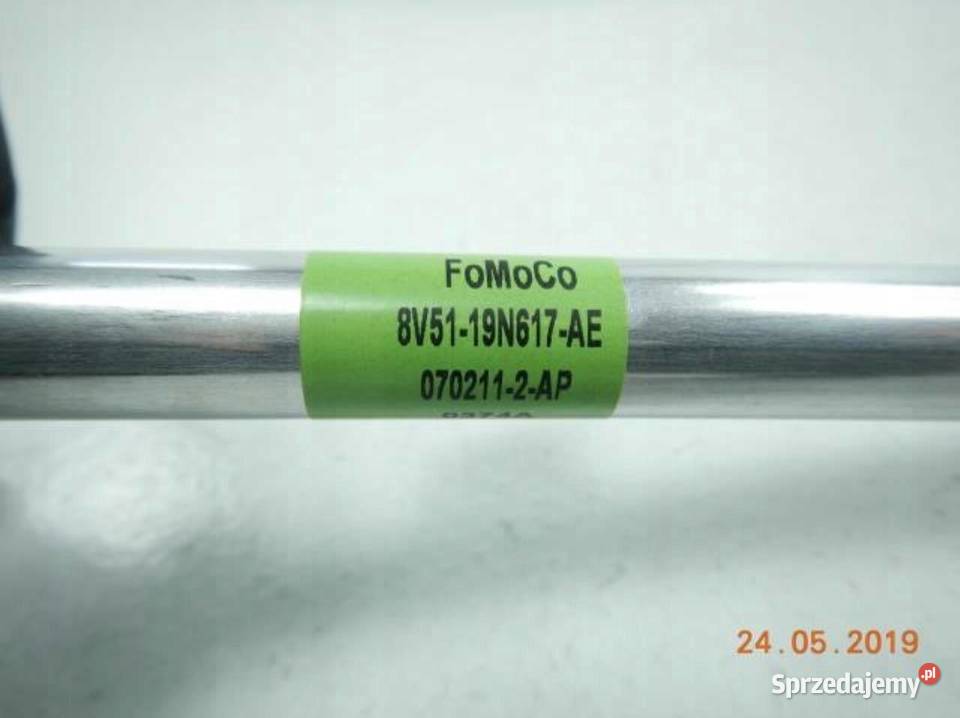 FoMoCo
8V51-19N617-AE
070211-2-AP
24.05.2019
Sprzedajemy.pl